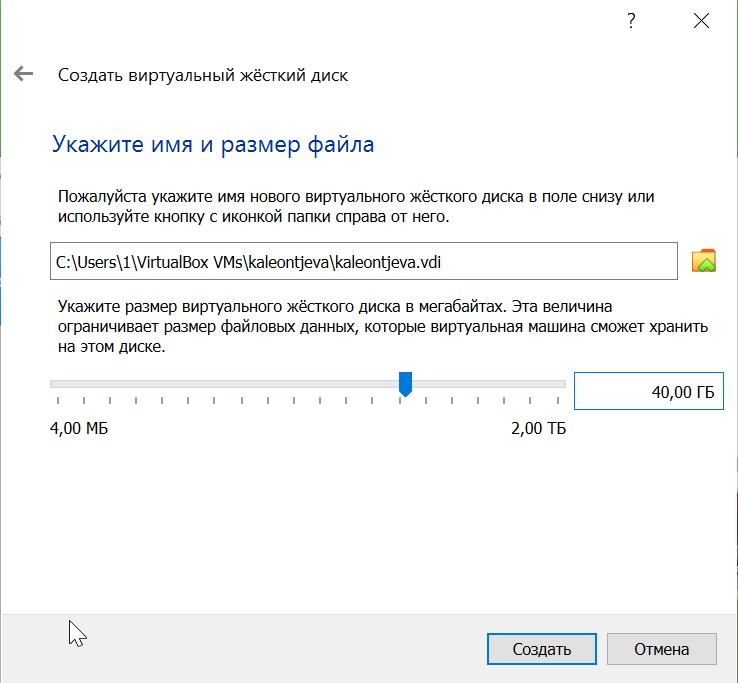 ?
Создать виртуальный жёсткий диск
Укажите имя и размер файла
Пожалуйста укажите имя нового виртуального жёсткого диска в поле снизу или
используйте кнопку с иконкой папки справа от него.
C:\Users\1\VirtualBox VMs\kaleontjeva\kaleontjeva.vdi
Укажите размер виртуального жёсткого диска в мегабайтах. Эта величина
ограничивает размер файловых данных, которые виртуальная машина сможет хранить
на этом диске.
40,00 ГБ
4,00 МБ 2,00 ТБ
Создать Отмена